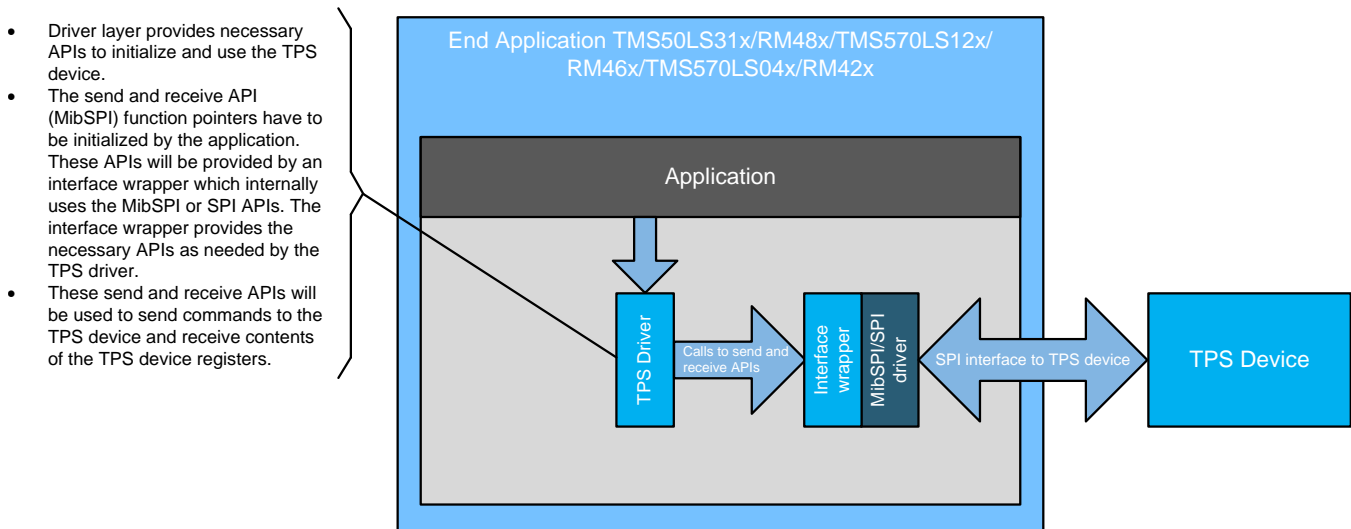 • Driver layer provides necessary
APIs to initialize and use the TPS
device.
• The send and receive API
(MibSPI) function pointers have to
be initialized by the application.
These APIs will be provided by an
interface wrapper which internally
uses the MibSPI or SPI APIs. The
interface wrapper provides the
necessary APIs as needed by the
TPS driver.
• These send and receive APIs will
be used to send commands to the
TPS device and receive contents
of the TPS device registers.
End Application TMS50LS31x/RM48x/TMS570LS12x/
RM46x/TMS570LS04x/RM42x
Application
TPS Driver
Calls to send and
receive APIs
Interface
wrapper
MibSPI/SPI
driver
SPI interface to TPS device
TPS Device